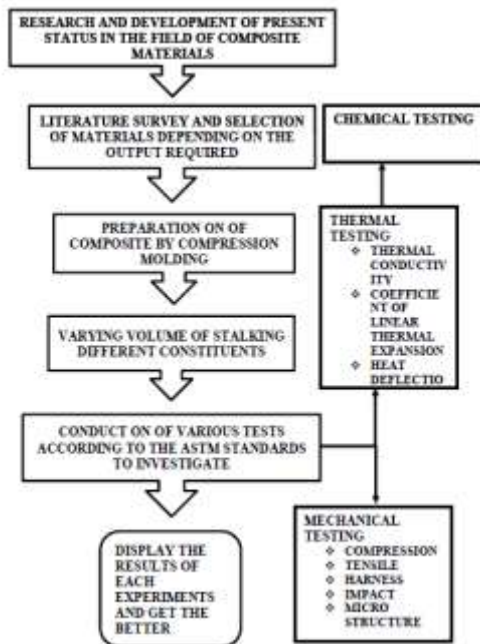 RESEARCH AND DEVELOPMENT OF PRESENT
STATUS IN THE FIELD OF COMPOSITE
MATERIALS
LITERATURE SURVEY AND SELECTION
OF MATERIALS DEPENDING ON THE
OUTPUT REQUIRED
PREPARATION ON OF
COMPOSITE BY COMPRESSION
MOLDING
VARYING VOLUME OF STALKING
DIFFERENT CONSTITUENTS
CONDUCT ON OF VARIOUS TESTS
ACCORDING TO THE ASTM STANDARDS
TO INVESTIGATE
DISPLAY THE
RESULTS OF
EACH
EXPERIMENTS
AND GET THE
BETTER
CHEMICAL TESTING
THERMAL
TESTING
❖ THERMAL
CONDUCTIV
ITY
❖ COEFFICIE
NT OF
LINEAR
THERMAL
EXPANSION
❖ HEAT
DEFLECTIO
MECHANICAL
TESTING
❖ COMPRESSION
❖ TENSILE
❖ HARNESS
❖ IMPACT
❖ MICRO
STRUCTURE